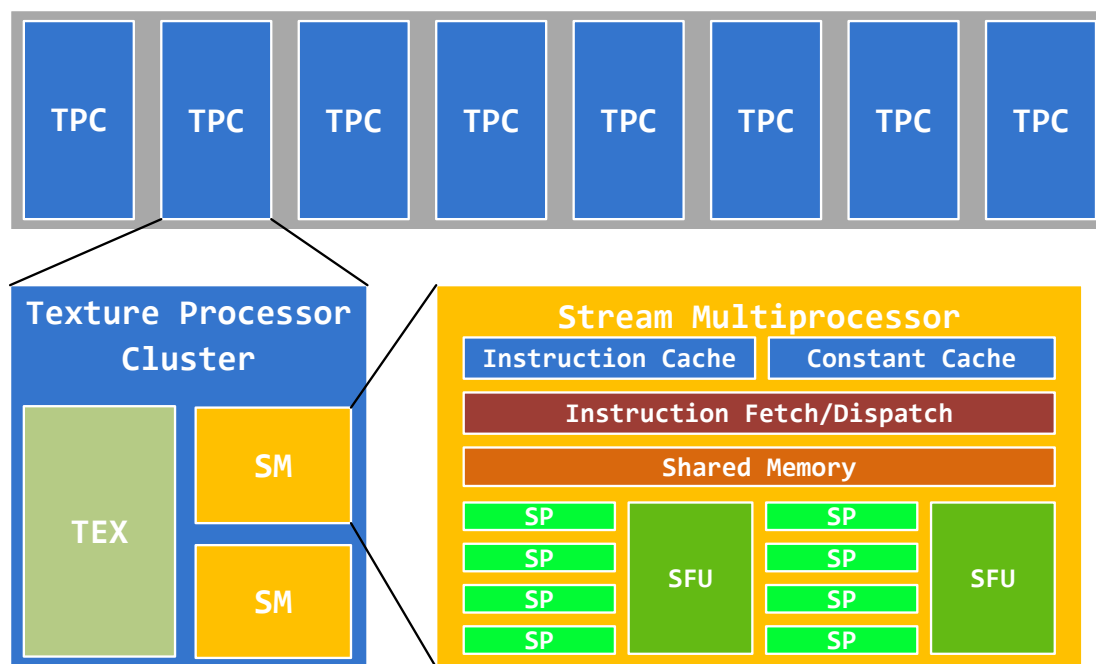 TPC TPC TPC TPC TPC TPC TPC TPC
Texture Processor
Cluster
TEX
SM
SM
Stream Multiprocessor
Instruction Cache Constant Cache
Instruction Fetch/Dispatch
Shared Memory
SP SP
SP SP
SFU SFU
SP SP
SP SP